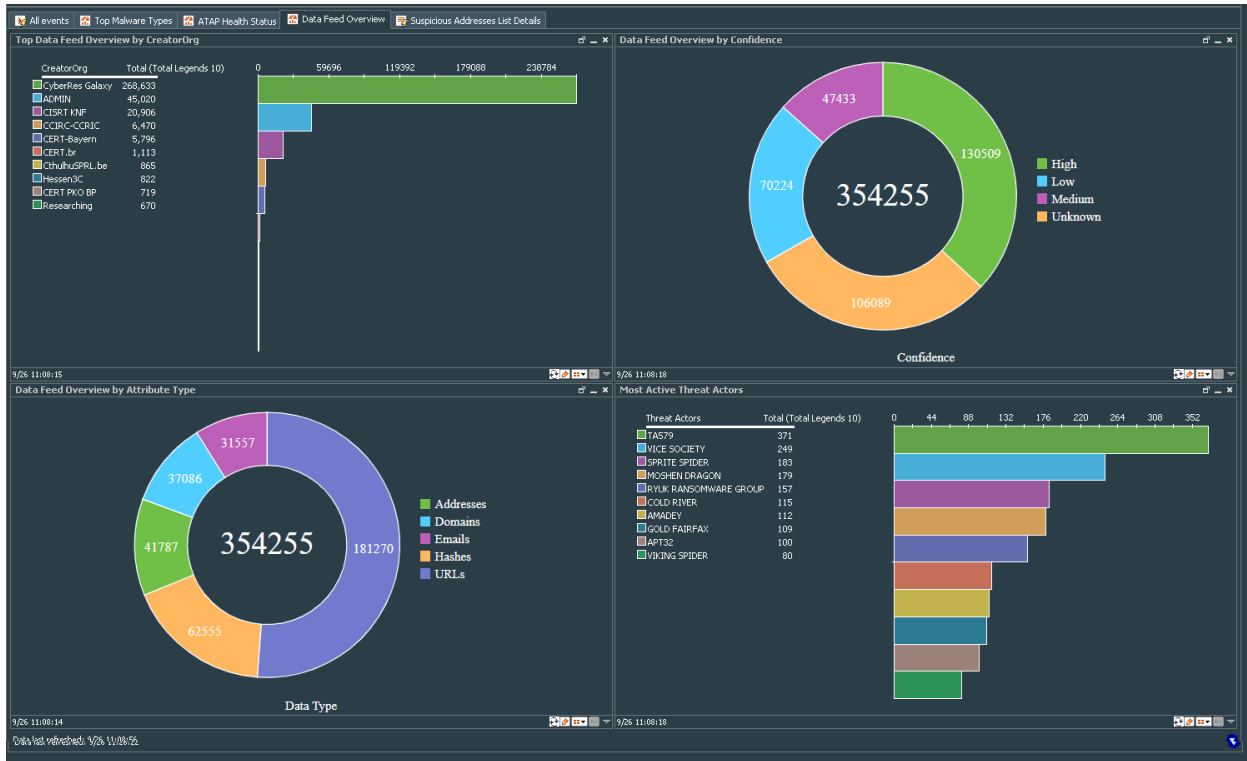 All events Top Malware Types ATAP Health Status Data Feed Overview Suspicious Addresses List Details
Top Data Feed Overview by CreatorOrg
CreatorOrg Total (Total Legends 10)
0 59696 119392 179088 238784
CyberRes Galaxy 268,633
ADMIN 45,020
CISRT KNF 20,906
CCIRC-CCRIC 6,470
CERT-Bayern 5,796
CERT.br 1,113
CthulhuSPRL.be 865
Hessen3C 822
CERT PKO BP 719
Researching 670
9/26 11:08:15
Data Feed Overview by Confidence
47433
130509
70224
354255
106089
High
Low
Medium
Unknown
Confidence
9/26 11:08:18
Data Feed Overview by Attribute Type
31557
37086
41787
354255
181270
62555
Addresses
Domains
Emails
Hashes
URLs
Data Type
9/26 11:08:14
Most Active Threat Actors
Threat Actors Total (Total Legends 10)
0 44 88 132 176 220 264 308 352
TA579 371
VICE SOCIETY 249
SPRITE SPIDER 183
MOSHEN DRAGON 179
RYUK RANSOMWARE GROUP 157
COLD RIVER 115
AMADEY 112
GOLD FAIRFAX 109
APT32 100
VIKING SPIDER 80
9/26 11:08:18
Data last refreshed: 9/26